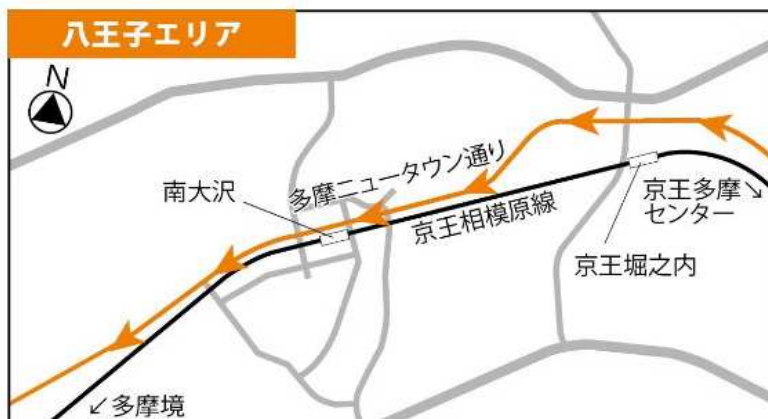 八王子エリア
N
多摩ニュータウン通り
南大沢
京王相模原線
京王多摩↘
センター
京王堀之内
↙多摩境